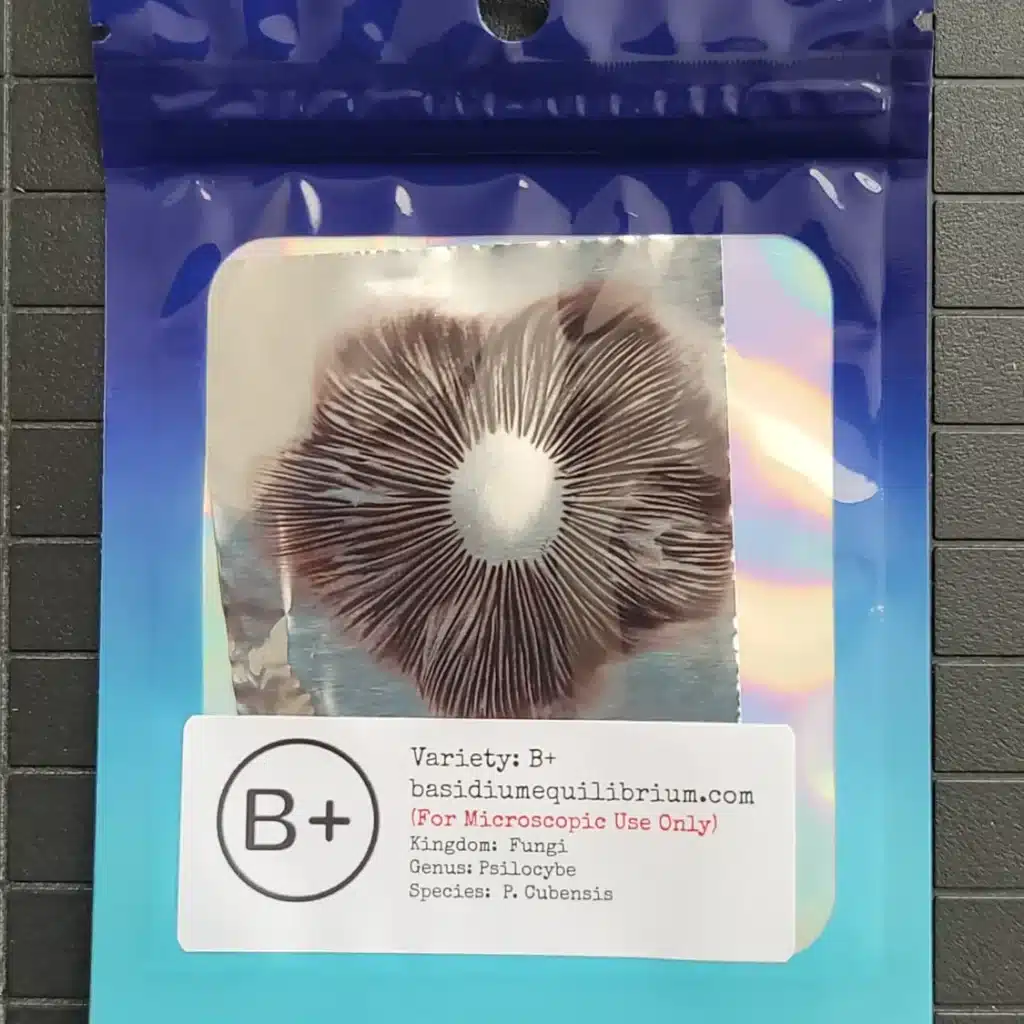 B+
Variety: B+
basidiumequilibrium.com
(For Microscopic Use Only)
Kingdom: Fungi
Genus: Psilocybe
Species: P. Cubensis